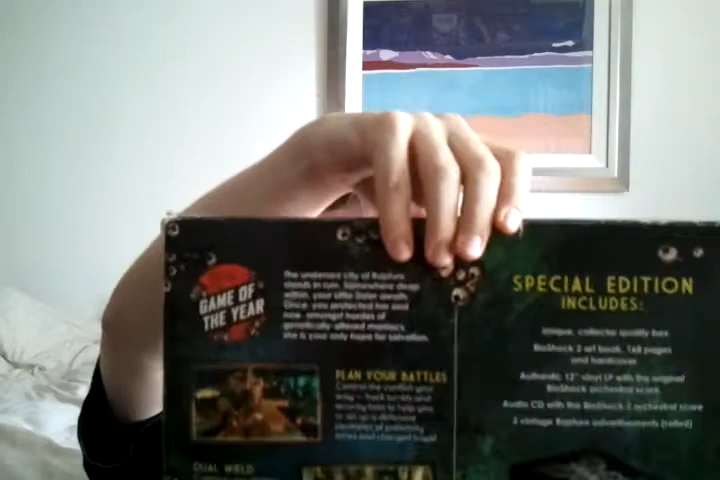 GAME OF
THE YEAR
The undersea city of Rapture
stands in ruin. Somewhere deep
within, your Little Sister awaits.
Once you protected her and
now amongst hordes of
genetically altered maniacs,
she is your only hope for salvation.
PLAN YOUR BATTLES
DUAL WIELD
SPECIAL EDITION
INCLUDES:
Unique, collector quality box
BioShock 2 art book, 168 pages
and hardcover
Authentic 12" vinyl LP with the original
BioShock orchestral score
Audio CD with the BioShock 2 orchestral score
3 vintage Rapture advertisements (rolled)